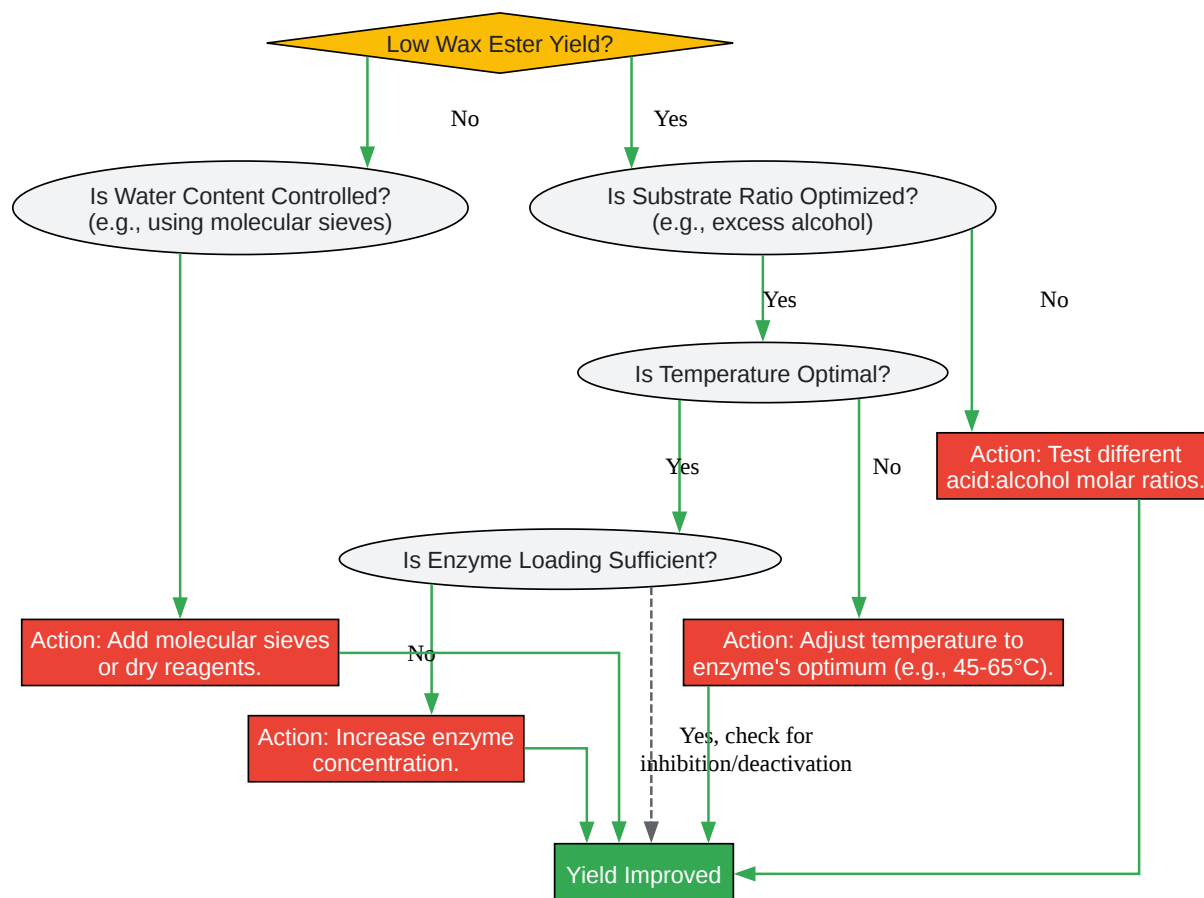 Low Wax Ester Yield?
No
Yes
Is Water Content Controlled?
(e.g., using molecular sieves)
Is Substrate Ratio Optimized?
(e.g., excess alcohol)
Yes
No
Is Temperature Optimal?
Action: Test different
acid:alcohol molar ratios.
Yes
No
Is Enzyme Loading Sufficient?
Action: Add molecular sieves
or dry reagents.
No
Action: Adjust temperature to
enzyme's optimum (e.g., 45-65°C).
Action: Increase enzyme
concentration.
Yes, check for
inhibition/deactivation
Yield Improved